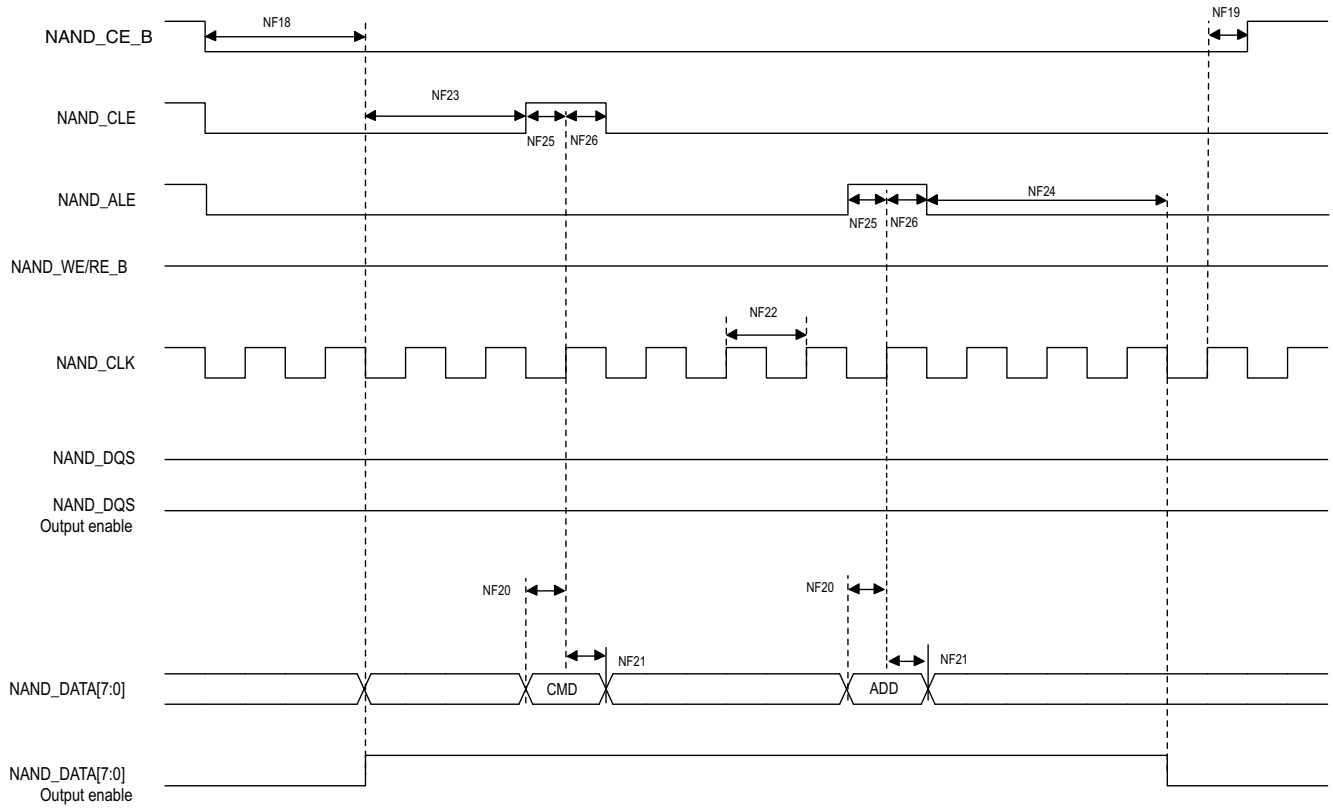 NF18
NF19
NAND_CE_B
NF23
NAND_CLE
NF25
NF26
NAND_ALE
NF24
NF25
NF26
NAND_WE/RE_B
NF22
NAND_CLK
NAND_DQS
NAND_DQS
Output enable
NF20
NF20
NF21
NF21
NAND_DATA[7:0]
CMD
ADD
NAND_DATA[7:0]
Output enable